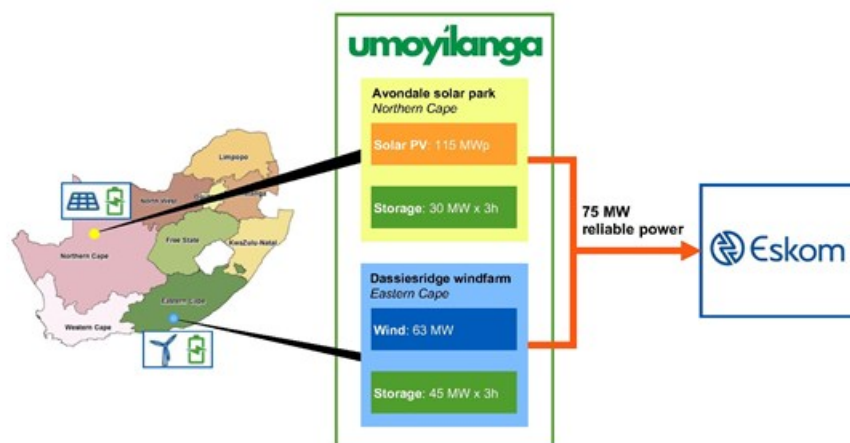 umoyilanga
Avondale solar park
Northern Cape
Solar PV: 115 MWp
Storage: 30 MW x 3h
75 MW
reliable power
Eskom
Dassiesridge windfarm
Eastern Cape
Wind: 63 MW
Storage: 45 MW x 3h
Limpopo
North West
Free State
KwaZulu-Natal
Northern Cape
Eastern Cape
Western Cape